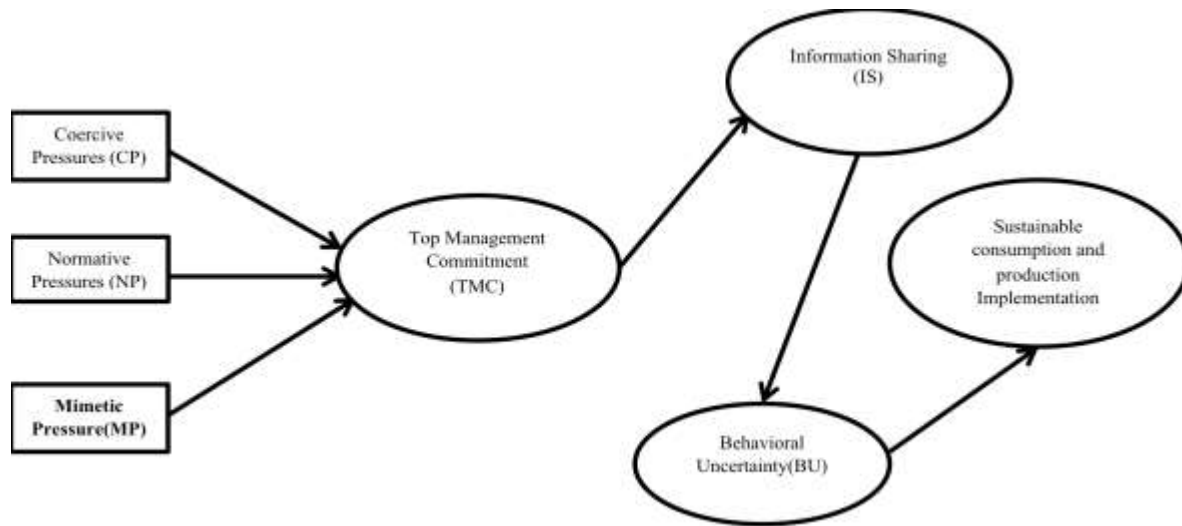 Information Sharing
(IS)
Coercive
Pressures (CP)
Top Management
Commitment
(TMC)
Normative
Pressures (NP)
Sustainable
consumption and
production
Implementation
Mimetic
Pressure(MP)
Behavioral
Uncertainty(BU)